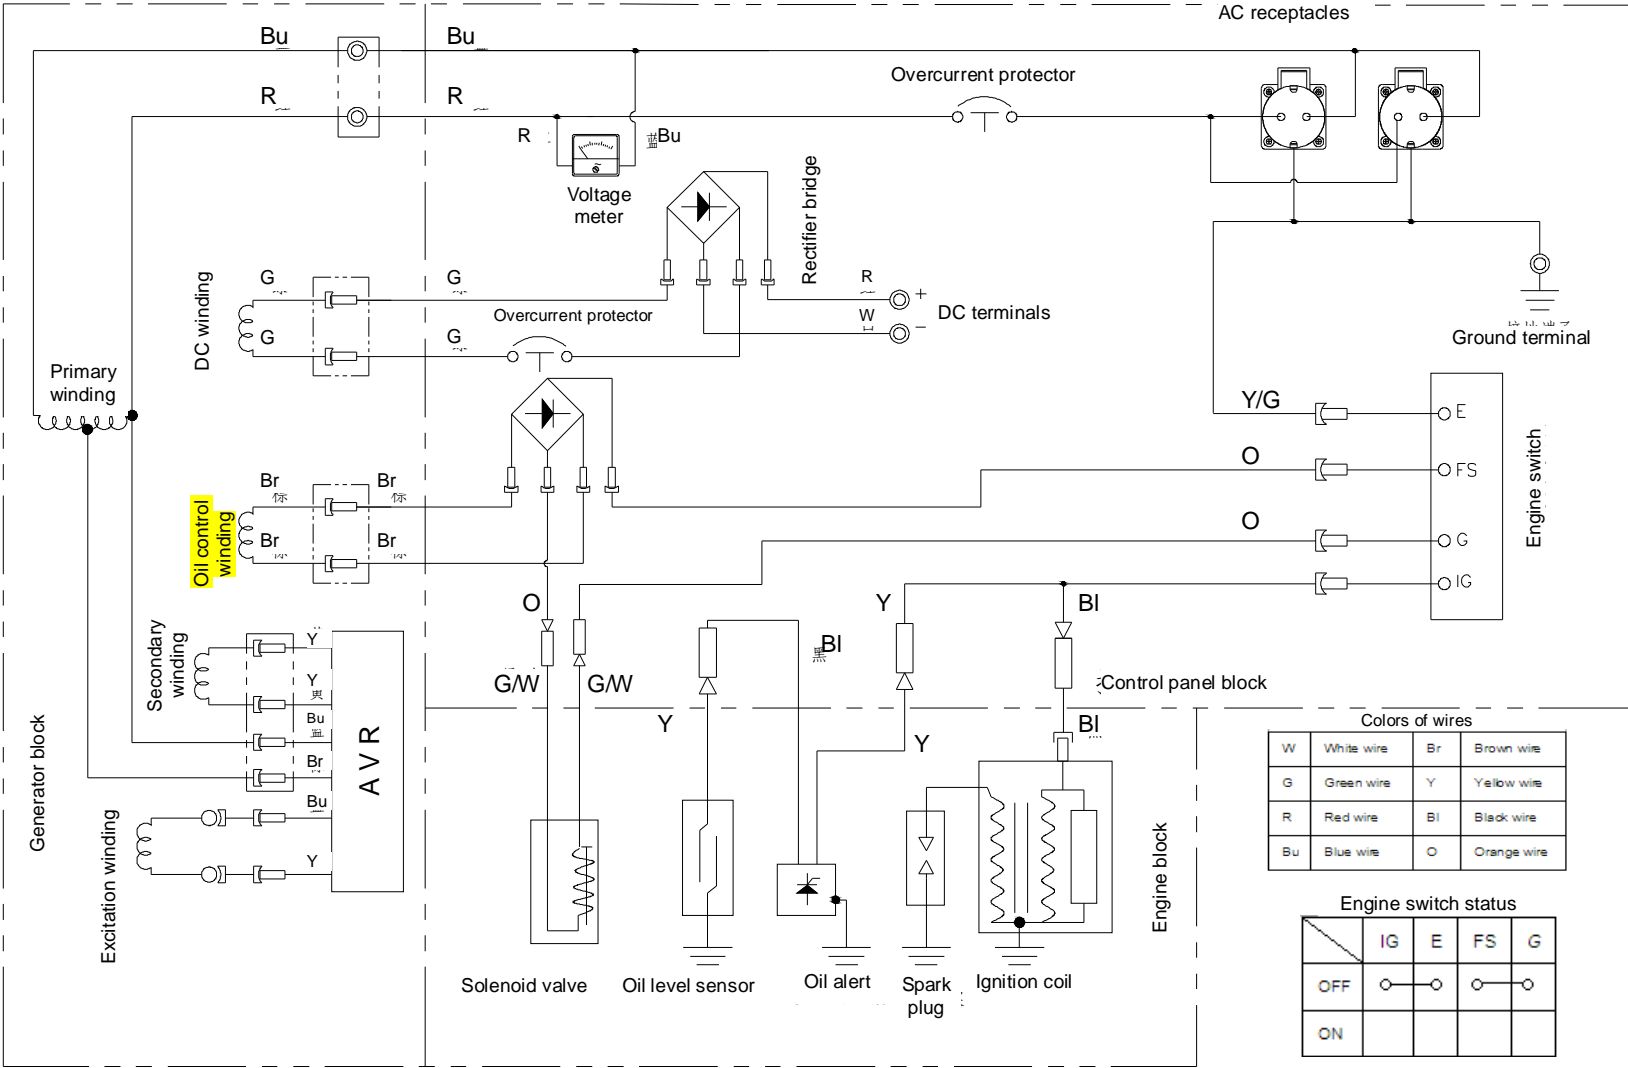 AC receptacles
Bu
Bu
Overcurrent protector
R
R
R
蓝
Bu
Voltage
meter
Rectifier bridge
DC winding
G
G
G
G
Overcurrent protector
R
+
W
−
DC terminals
Ground terminal
Primary
winding
Y/G
E
O
FS
Engine switch
Br
Br
Oil control
winding
Br
Br
O
G
IG
O
Y
Bl
Bl
黑
G/W
G/W
Control panel block
Secondary
winding
Y
Y
Bu
Br
Bu
Y
AVR
Y
Y
Bl
Generator block
Excitation winding
Engine block
Solenoid valve
Oil level sensor
Oil alert
Spark
plug
Ignition coil
Colors of wires
W White wire Br Brown wire
G Green wire Y Yellow wire
R Red wire Bl Black wire
Bu Blue wire O Orange wire
Engine switch status
IG E FS G
OFF
ON